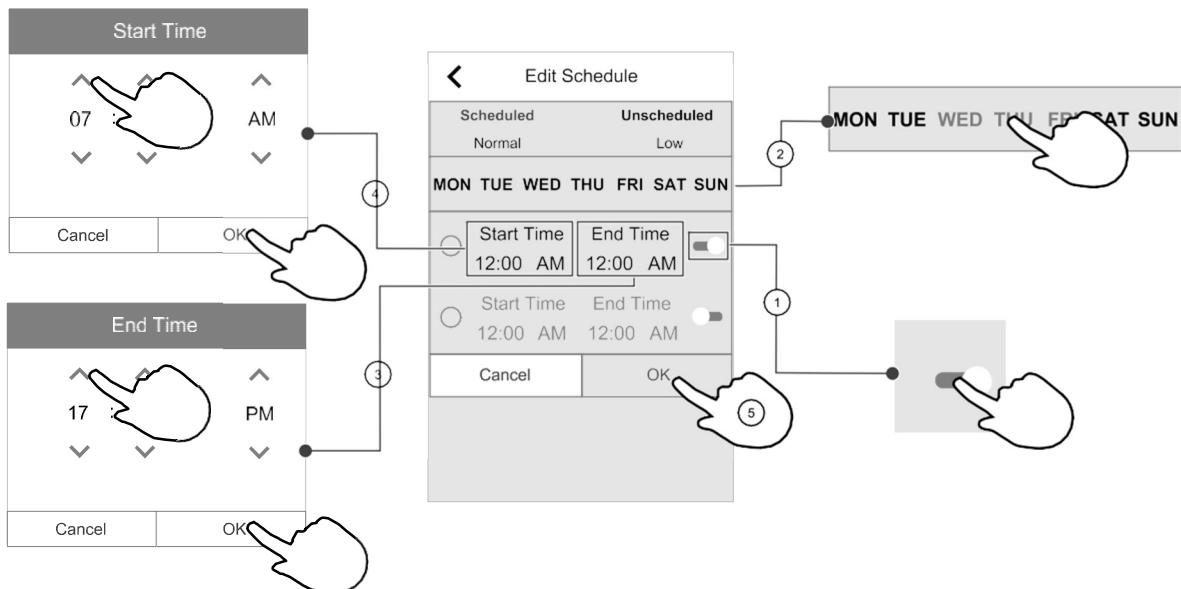 Start Time
07 : AM
Cancel OK
4
End Time
17 : PM
Cancel OK
3
Edit Schedule
Scheduled Unscheduled
Normal Low
MON TUE WED THU FRI SAT SUN
Start Time End Time
12:00 AM 12:00 AM
Start Time End Time
12:00 AM 12:00 AM
Cancel OK
5
2
MON TUE WED THU FRI SAT SUN
1